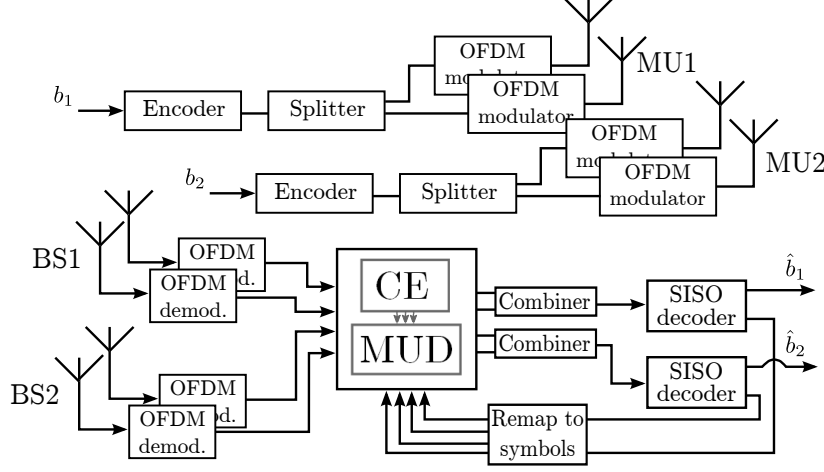 OFDM
OFDM
modulator
MU1
b₁
Encoder
Splitter
OFDM
OFDM
modulator
MU2
b₂
Encoder
Splitter
BS1
OFDM
d.
OFDM
demod.
CE
MUD
Combiner
SISO
decoder
b̂₁
Combiner
SISO
decoder
b̂₂
BS2
OFDM
od.
OFDM
demod.
Remap to
symbols